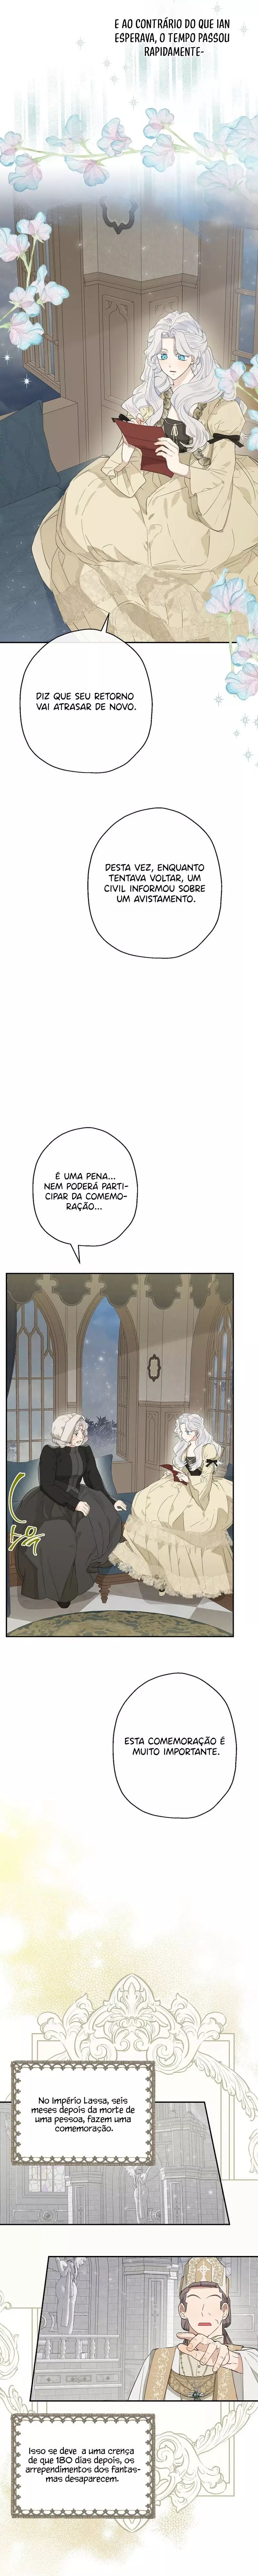 E AO CONTRÁRIO DO QUE IAN
ESPERAVA, O TEMPO PASSOU
RAPIDAMENTE-
DIZ QUE SEU RETORNO
VAI ATRASAR DE NOVO.
DESTA VEZ, ENQUANTO
TENTAVA VOLTAR, UM
CIVIL INFORMOU SOBRE
UM AVISTAMENTO.
É UMA PENA...
NEM PODERÁ PARTI-
CIPAR DA COMEMO-
RAÇÃO...
ESTA COMEMORAÇÃO É
MUITO IMPORTANTE.
No Império Lassa, seis
meses depois da morte de
uma pessoa, fazem uma
comemoração.
Isso se deve a uma crença
de que 180 dias depois, os
arrependimentos dos fantas-
mas desaparecem.